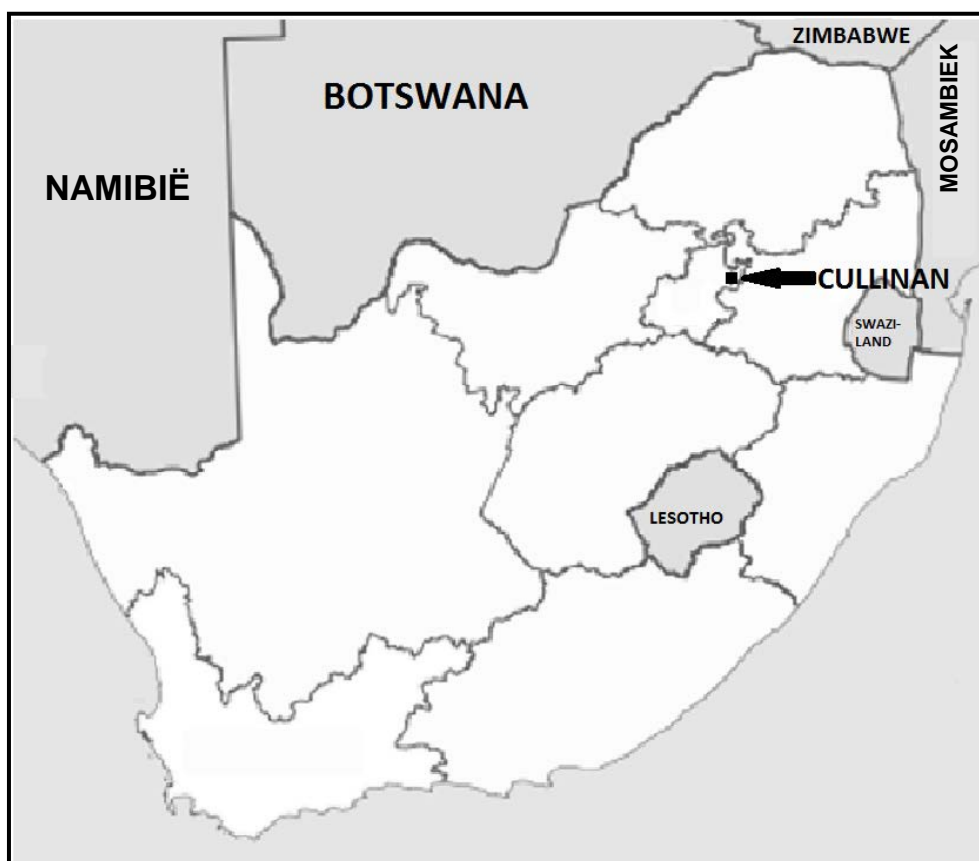 ZIMBABWE
BOTSWANA
MOSAMBIEK
NAMIBIË
CULLINAN
SWAZI-
LAND
LESOTHO